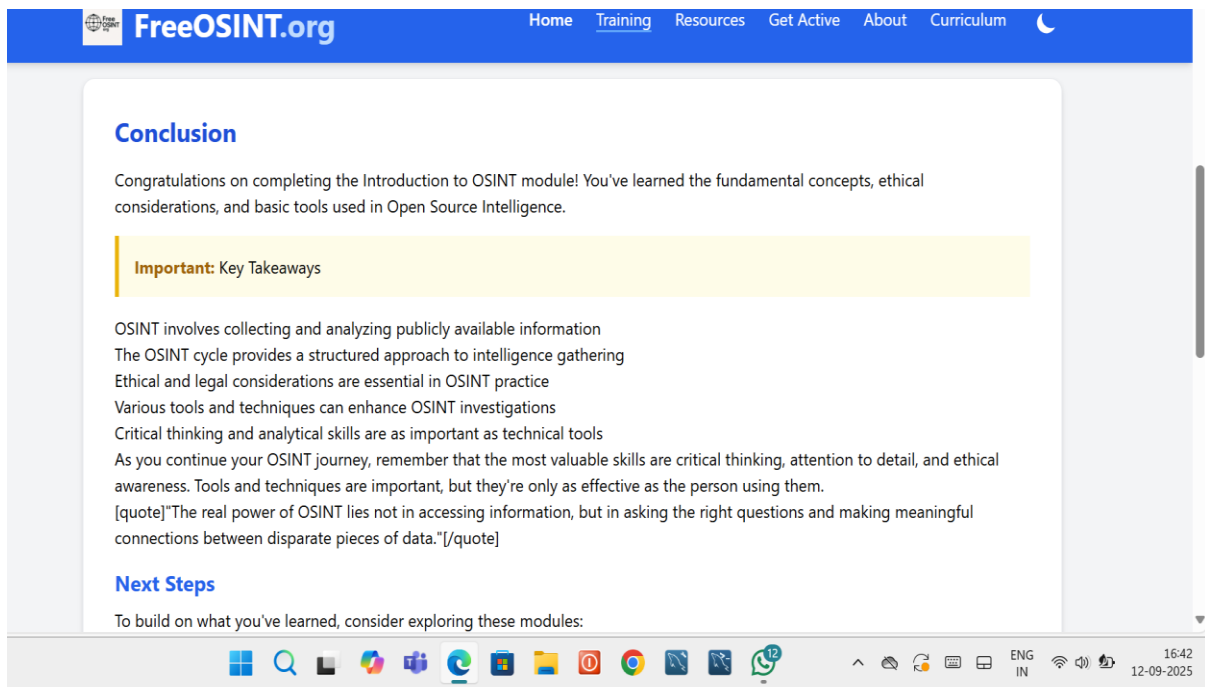 FreeOSINT.org
Home Training Resources Get Active About Curriculum
Conclusion
Congratulations on completing the Introduction to OSINT module! You've learned the fundamental concepts, ethical
considerations, and basic tools used in Open Source Intelligence.
Important: Key Takeaways
OSINT involves collecting and analyzing publicly available information
The OSINT cycle provides a structured approach to intelligence gathering
Ethical and legal considerations are essential in OSINT practice
Various tools and techniques can enhance OSINT investigations
Critical thinking and analytical skills are as important as technical tools
As you continue your OSINT journey, remember that the most valuable skills are critical thinking, attention to detail, and ethical
awareness. Tools and techniques are important, but they're only as effective as the person using them.
[quote]"The real power of OSINT lies not in accessing information, but in asking the right questions and making meaningful
connections between disparate pieces of data."[/quote]
Next Steps
To build on what you've learned, consider exploring these modules:
12
ENG
IN
16:42
12-09-2025